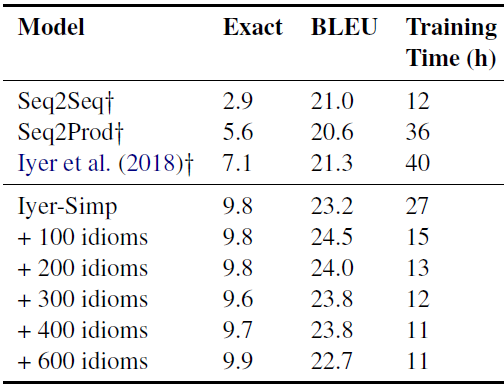 Model Exact BLEU Training
Time (h)
Seq2Seq† 2.9 21.0 12
Seq2Prod† 5.6 20.6 36
Iyer et al. (2018)† 7.1 21.3 40
Iyer-Simp 9.8 23.2 27
+ 100 idioms 9.8 24.5 15
+ 200 idioms 9.8 24.0 13
+ 300 idioms 9.6 23.8 12
+ 400 idioms 9.7 23.8 11
+ 600 idioms 9.9 22.7 11